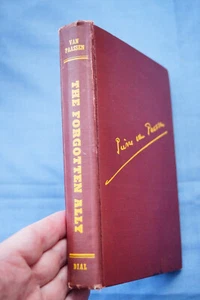 VAN PAASSEN
THE FORGOTTEN ALLY
DIAL
Pierre van Paassen